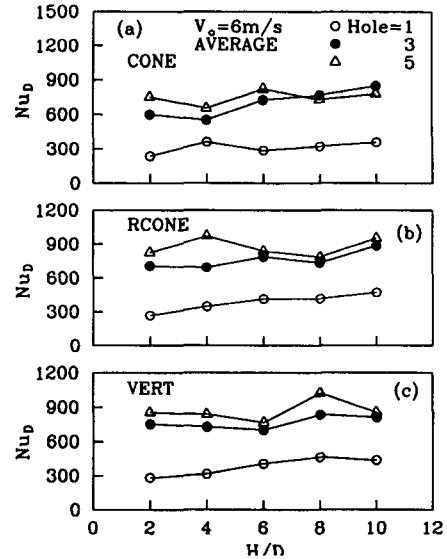 1500
(a) V₀=6m/s ○ Hole=1
1200 AVERAGE ● 3
CONE △ 5
900
Nu_D
600
300
0
1200
RCONE (b)
900
Nu_D
600
300
0
1200
VERT (c)
900
Nu_D
600
300
0
0 2 4 6 8 10 12
H/D